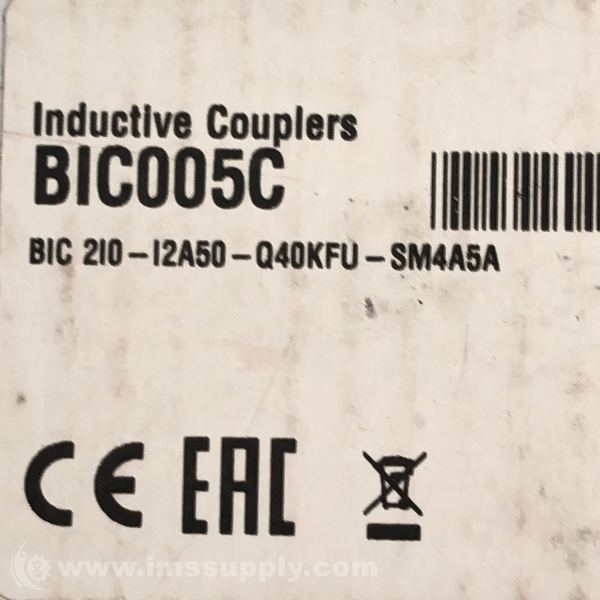 Inductive Couplers
BIC005C
BIC 2I0-I2A50-Q40KFU-SM4A5A
CE EAC
www.imssupply.com